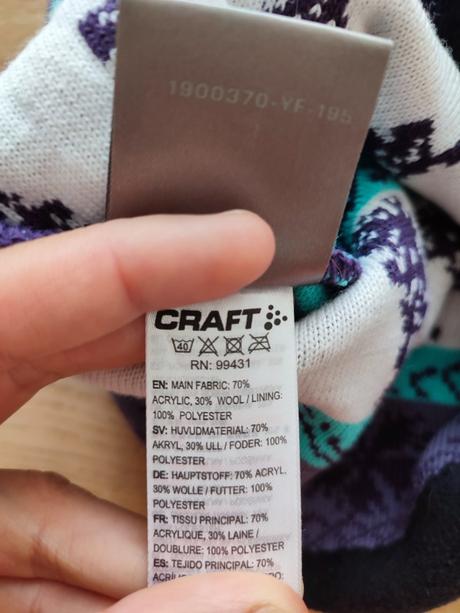 1900370-YF-195
CRAFT
40
RN: 99431
EN: MAIN FABRIC: 70%
ACRYLIC, 30% WOOL / LINING:
100% POLYESTER
SV: HUVUDMATERIAL: 70%
AKRYL, 30% ULL / FODER: 100%
POLYESTER
DE: HAUPTSTOFF: 70% ACRYL.
30% WOLLE / FUTTER: 100%
POLYESTER
FR: TISSU PRINCIPAL: 70%
ACRYLIQUE, 30% LAINE /
DOUBLURE: 100% POLYESTER
ES: TEJIDO PRINCIPAL: 70%